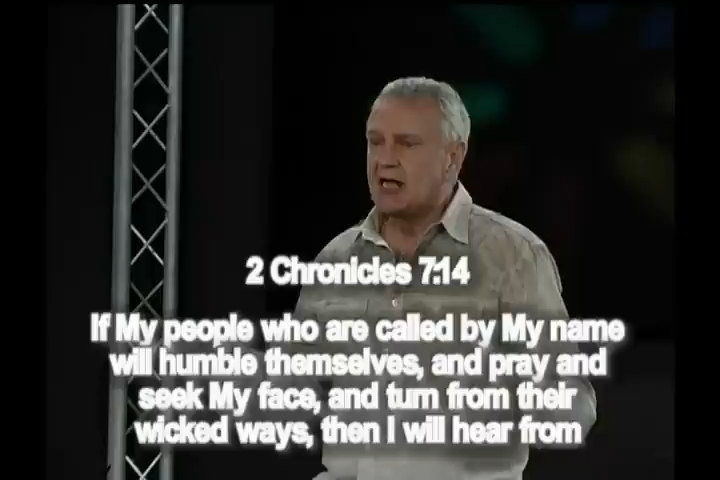 2 Chronicles 7:14
If My people who are called by My name
will humble themselves, and pray and
seek My face, and turn from their
wicked ways, then I will hear from